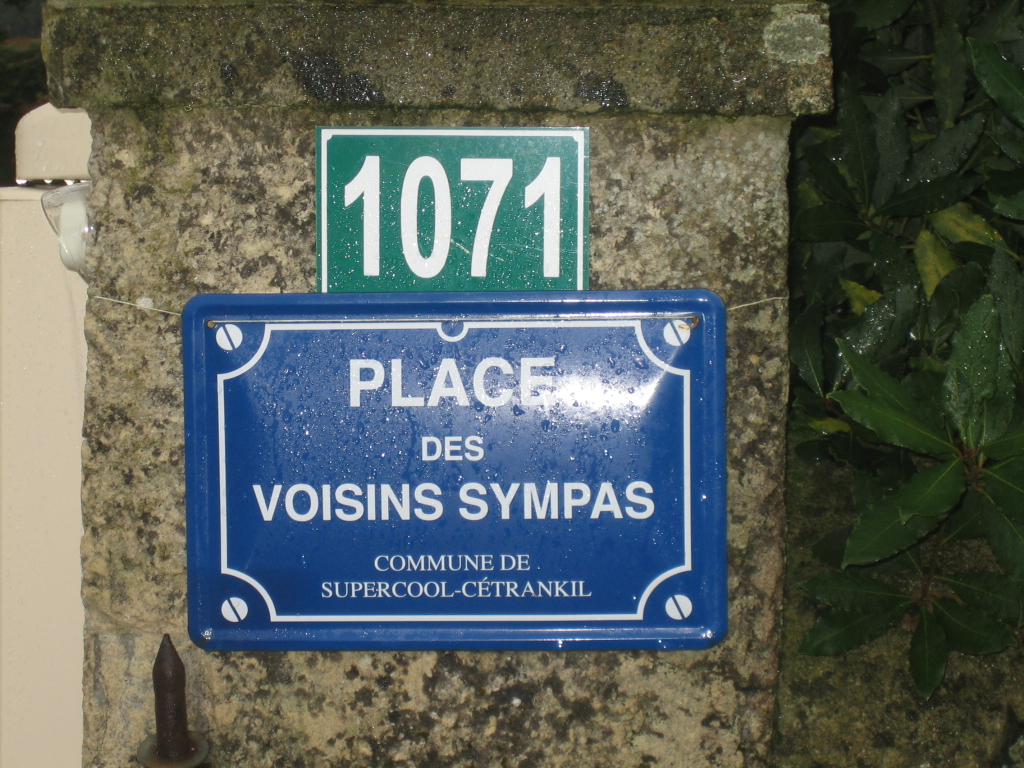 1071
PLACE
DES
VOISINS SYMPAS
COMMUNE DE
SUPERCOOL-CÉTRANKIL